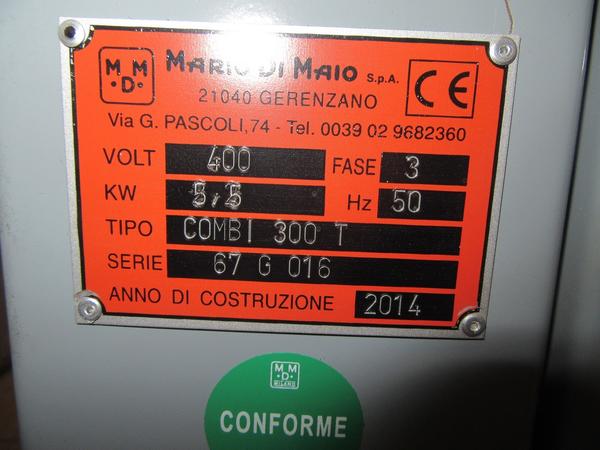 M M
•D• MARIO DI MAIO S.p.A. CE
21040 GERENZANO
Via G. PASCOLI,74 - Tel. 0039 02 9682360
VOLT 400 FASE 3
KW 5,5 Hz 50
TIPO COMBI 300 T
SERIE 67 G 016
ANNO DI COSTRUZIONE 2014
M M
•D•
MILANO
CONFORME